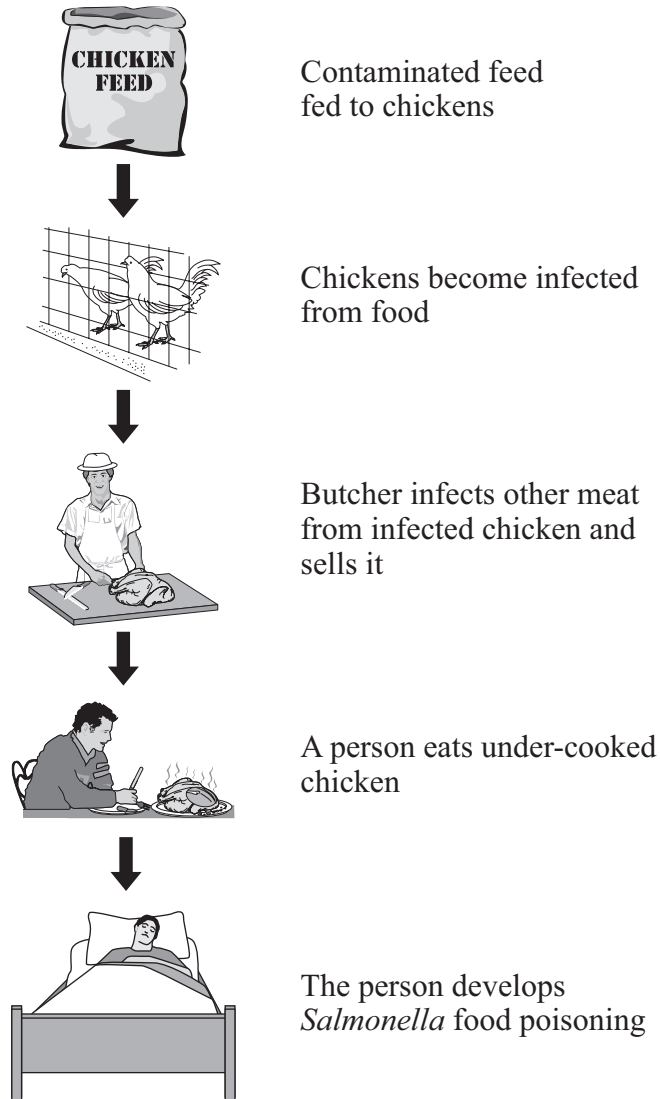 CHICKEN
FEED
Contaminated feed
fed to chickens
Chickens become infected
from food
Butcher infects other meat
from infected chicken and
sells it
A person eats under-cooked
chicken
The person develops
Salmonella food poisoning